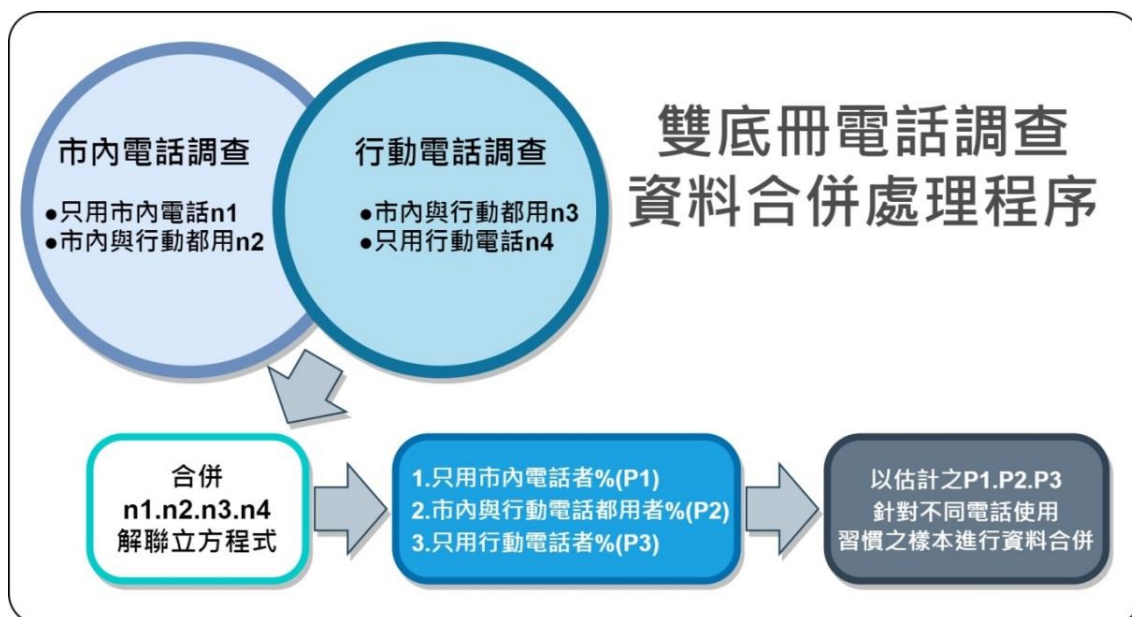 雙底冊電話調查
資料合併處理程序
市內電話調查
●只用市內電話n1
●市內與行動都用n2
行動電話調查
●市內與行動都用n3
●只用行動電話n4
合併
n1.n2.n3.n4
解聯立方程式
1.只用市內電話者%(P1)
2.市內與行動電話都用者%(P2)
3.只用行動電話者%(P3)
以估計之P1.P2.P3
針對不同電話使用
習慣之樣本進行資料合併